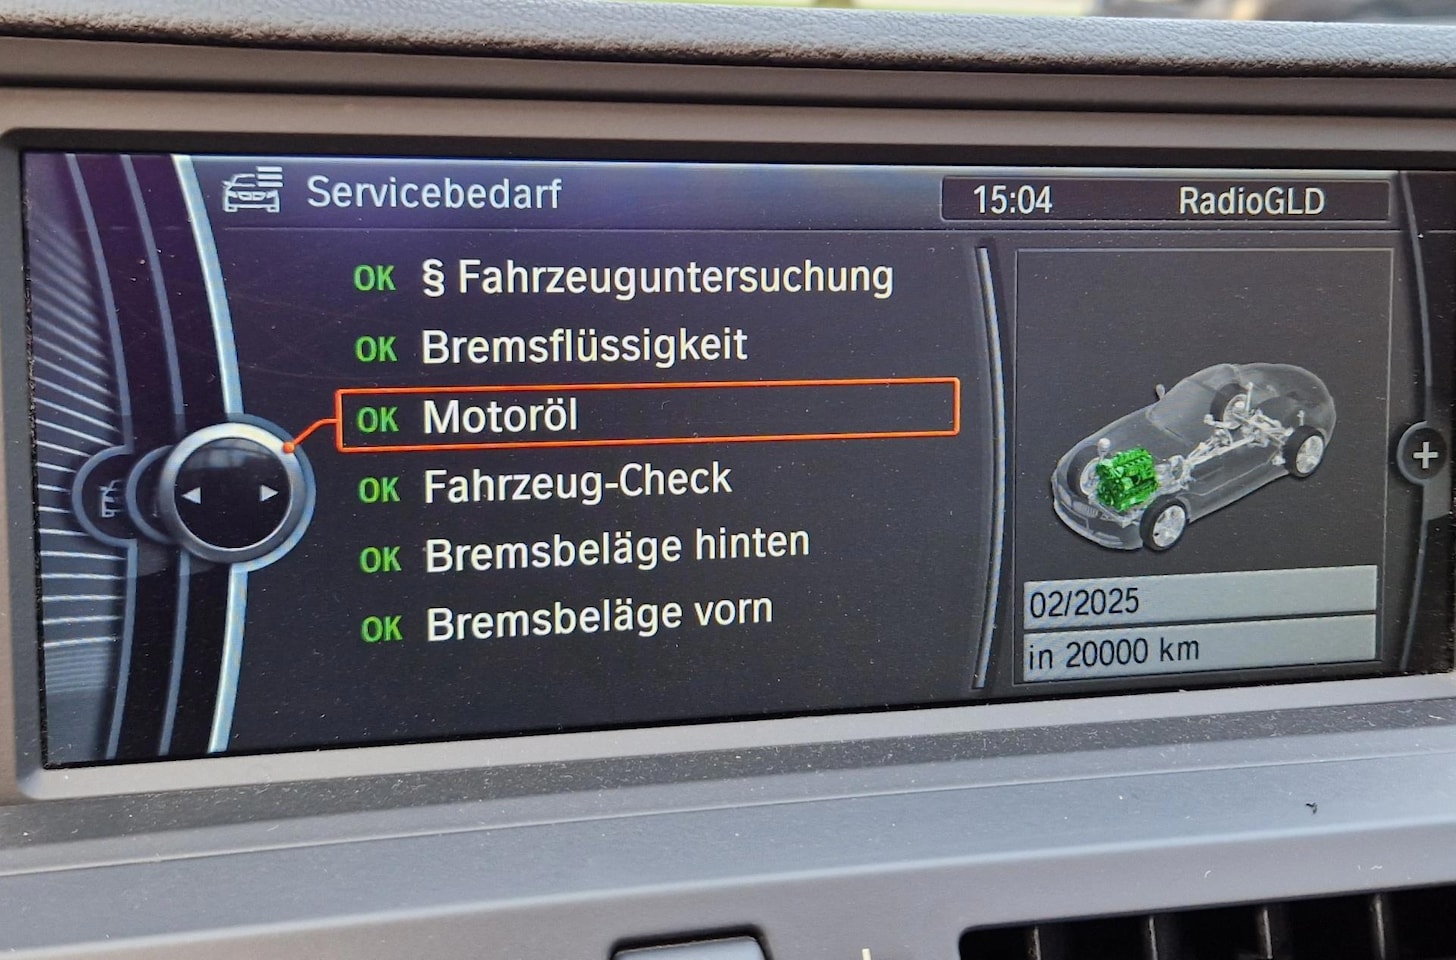 Servicebedarf
15:04 RadioGLD
OK § Fahrzeuguntersuchung
OK Bremsflüssigkeit
OK Motoröl
OK Fahrzeug-Check
OK Bremsbeläge hinten
OK Bremsbeläge vorn
02/2025
in 20000 km